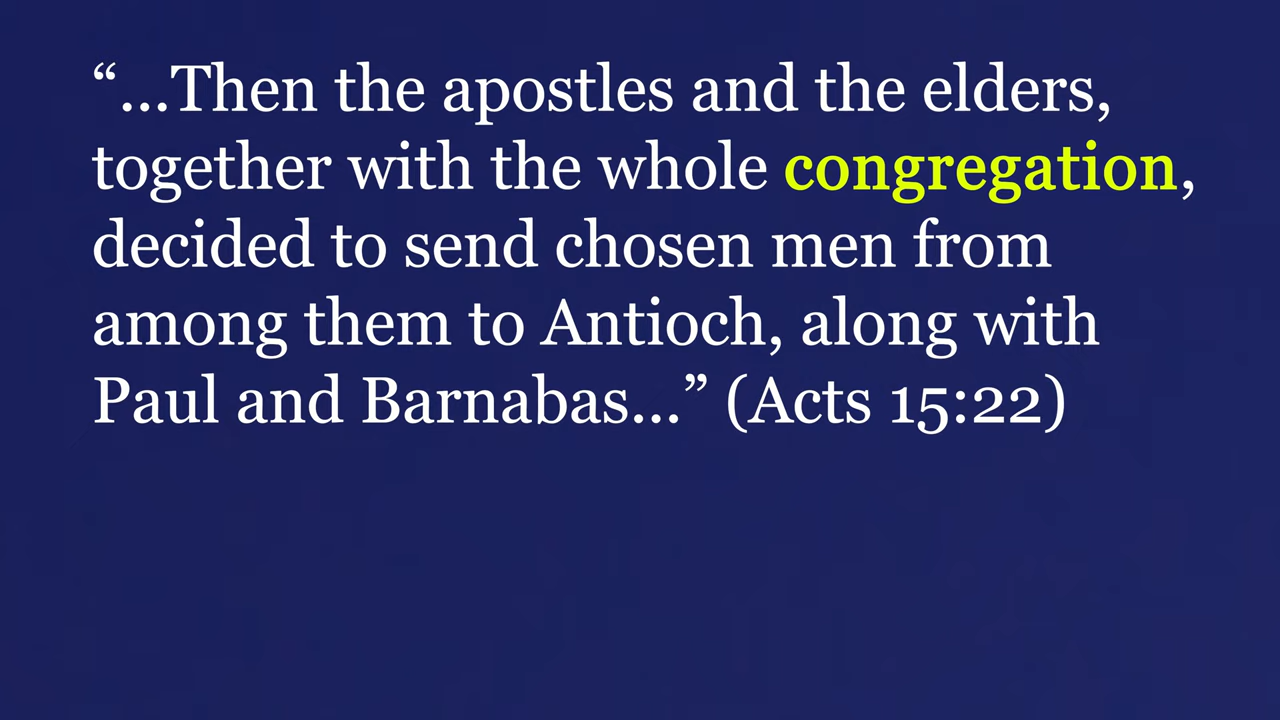 “...Then the apostles and the elders,
together with the whole congregation,
decided to send chosen men from
among them to Antioch, along with
Paul and Barnabas...” (Acts 15:22)